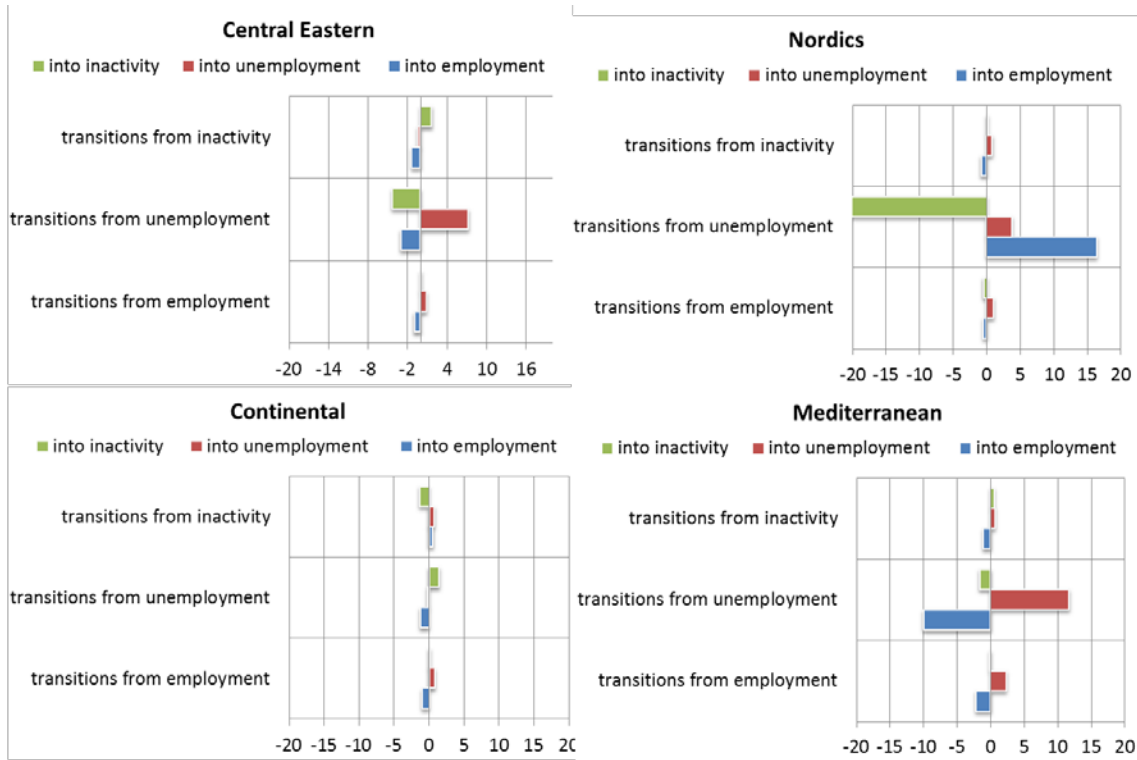 Central Eastern
into inactivity into unemployment into employment
transitions from inactivity
transitions from unemployment
transitions from employment
-20 -14 -8 -2 4 10 16
Nordics
into inactivity into unemployment into employment
transitions from inactivity
transitions from unemployment
transitions from employment
-20 -15 -10 -5 0 5 10 15 20
Continental
into inactivity into unemployment into employment
transitions from inactivity
transitions from unemployment
transitions from employment
-20 -15 -10 -5 0 5 10 15 20
Mediterranean
into inactivity into unemployment into employment
transitions from inactivity
transitions from unemployment
transitions from employment
-20 -15 -10 -5 0 5 10 15 20